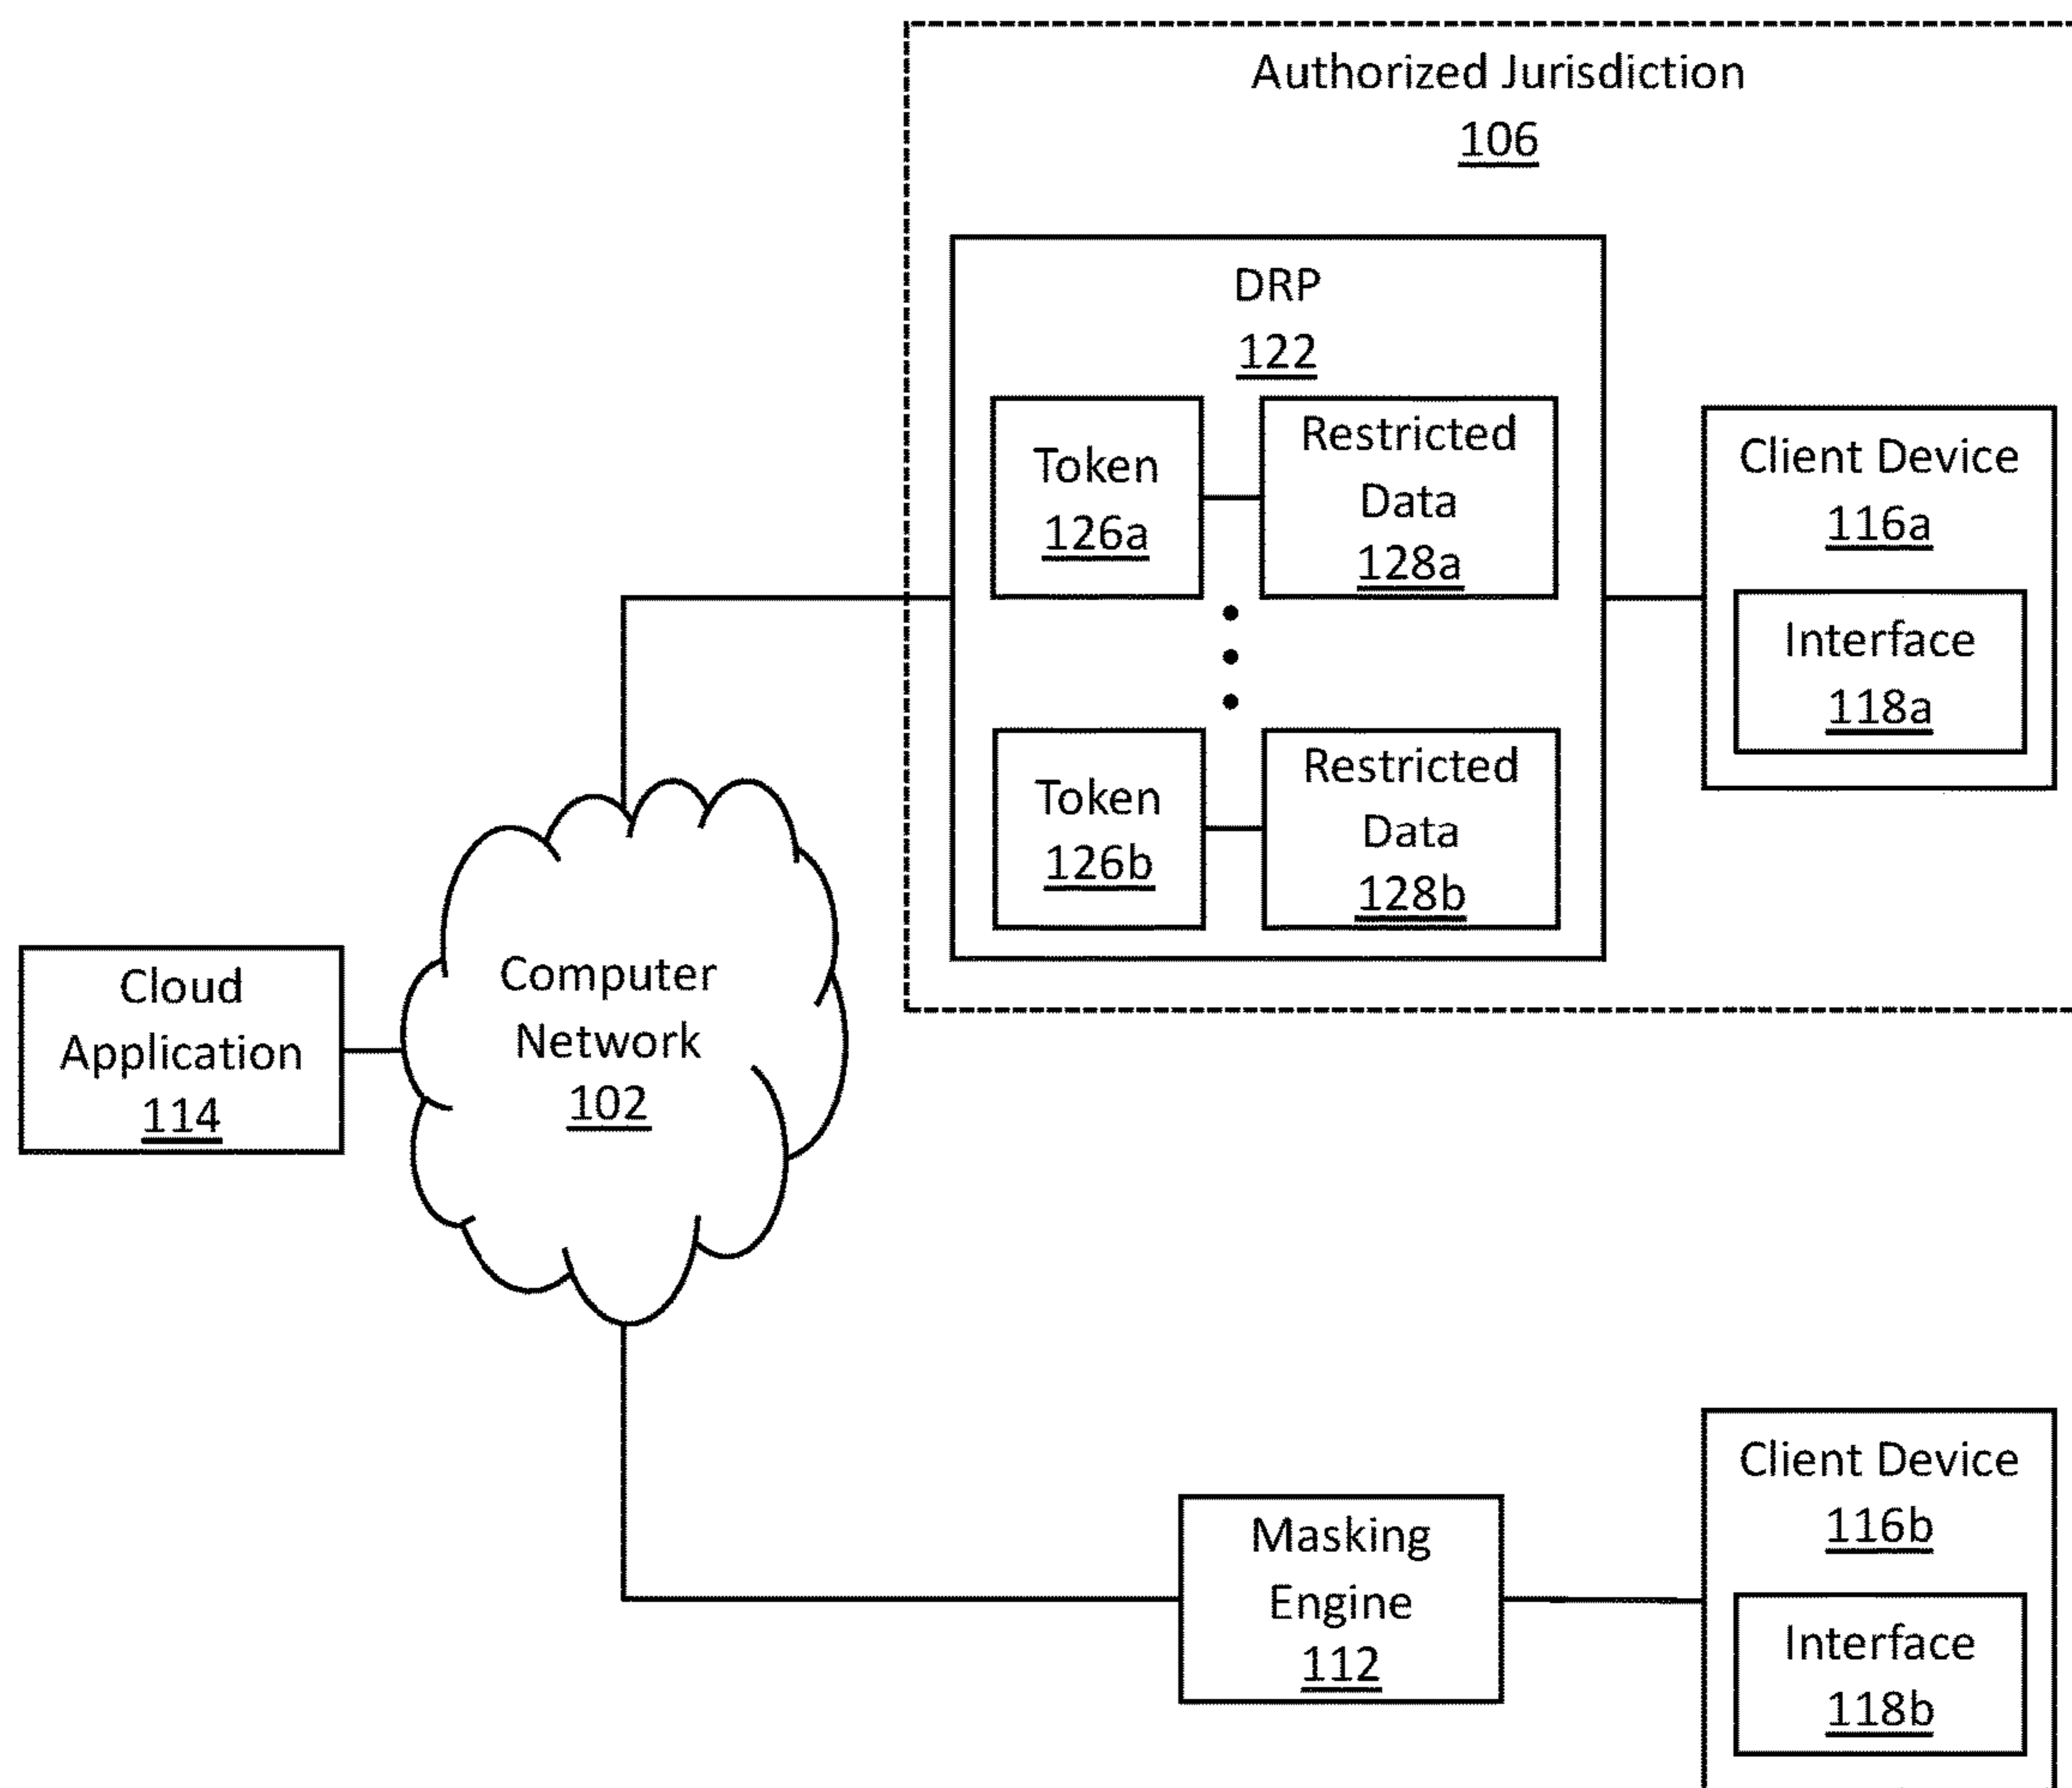 Authorized Jurisdiction
106
DRP
122
Token
126a
Restricted
Data
128a
Client Device
116a
Interface
118a
Token
126b
Restricted
Data
128b
Cloud
Application
114
Computer
Network
102
Masking
Engine
112
Client Device
116b
Interface
118b